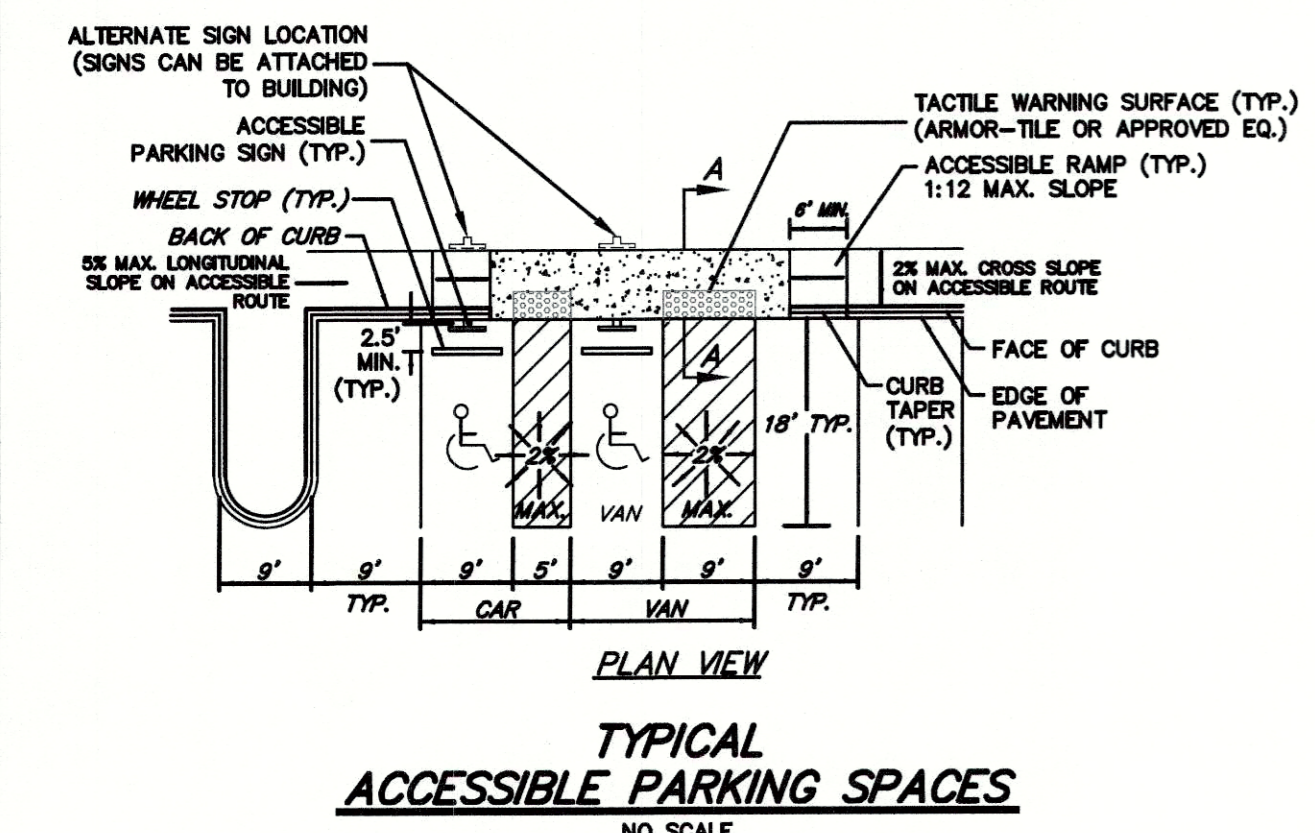 ALTERNATE SIGN LOCATION
(SIGNS CAN BE ATTACHED
TO BUILDING)
ACCESSIBLE
PARKING SIGN (TYP.)
WHEEL STOP (TYP.)
BACK OF CURB
5% MAX. LONGITUDINAL
SLOPE ON ACCESSIBLE
ROUTE
TACTILE WARNING SURFACE (TYP.)
(ARMOR-TILE OR APPROVED EQ.)
ACCESSIBLE RAMP (TYP.)
1:12 MAX. SLOPE
A
6' MIN.
2% MAX. CROSS SLOPE
ON ACCESSIBLE ROUTE
2.5'
MIN.
(TYP.)
A
FACE OF CURB
CURB
TAPER
(TYP.)
EDGE OF
PAVEMENT
18' TYP.
2%
MAX.
VAN
2%
MAX.
9'
9'
TYP.
9'
5'
9'
9'
9'
TYP.
CAR
VAN
PLAN VIEW
TYPICAL
ACCESSIBLE PARKING SPACES
NO SCALE